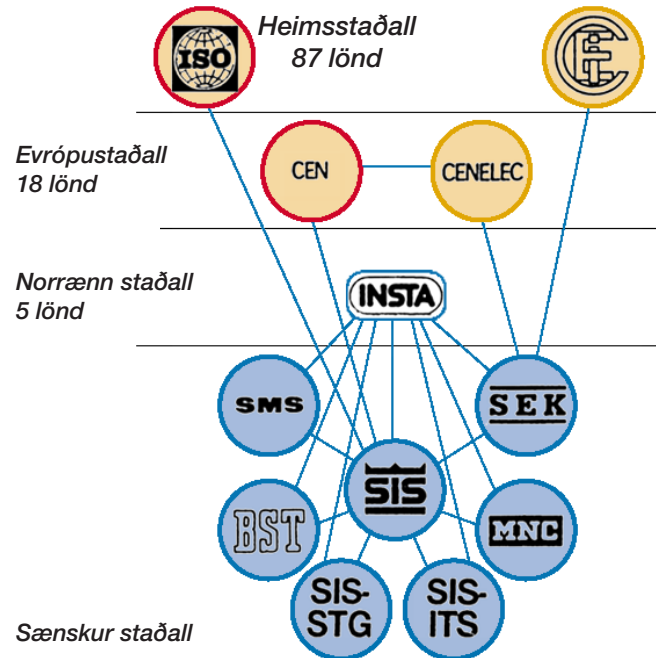 ISO
Heimsstaðall
87 lönd
Evrópustaðall
18 lönd
CEN
CENELEC
Norrænn staðall
5 lönd
INSTA
SMS
SEK
SIS
BST
MNC
SIS-
STG
SIS-
ITS
Sænskur staðall